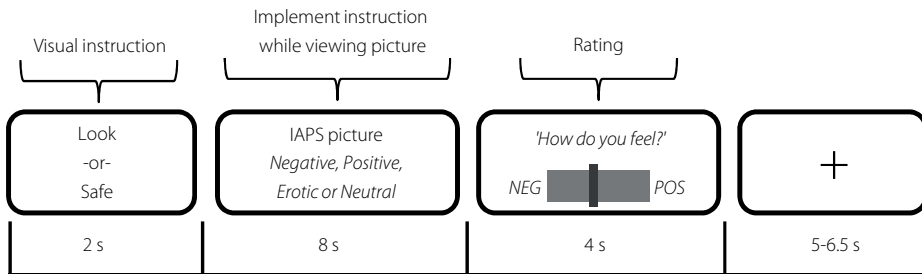 Visual instruction
Implement instruction
while viewing picture
Rating
Look
-or-
Safe
IAPS picture
Negative, Positive,
Erotic or Neutral
'How do you feel?'
NEG POS
+
2 s
8 s
4 s
5-6.5 s